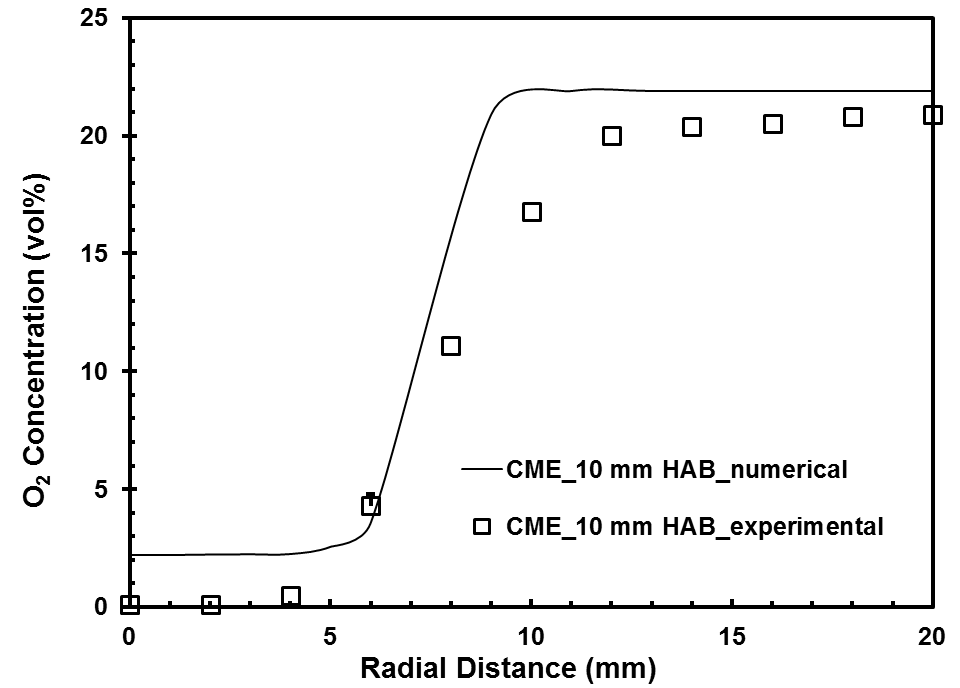 25
20
15
10
5
0
O₂ Concentration (vol%)
CME_10 mm HAB_numerical
CME_10 mm HAB_experimental
0 5 10 15 20
Radial Distance (mm)